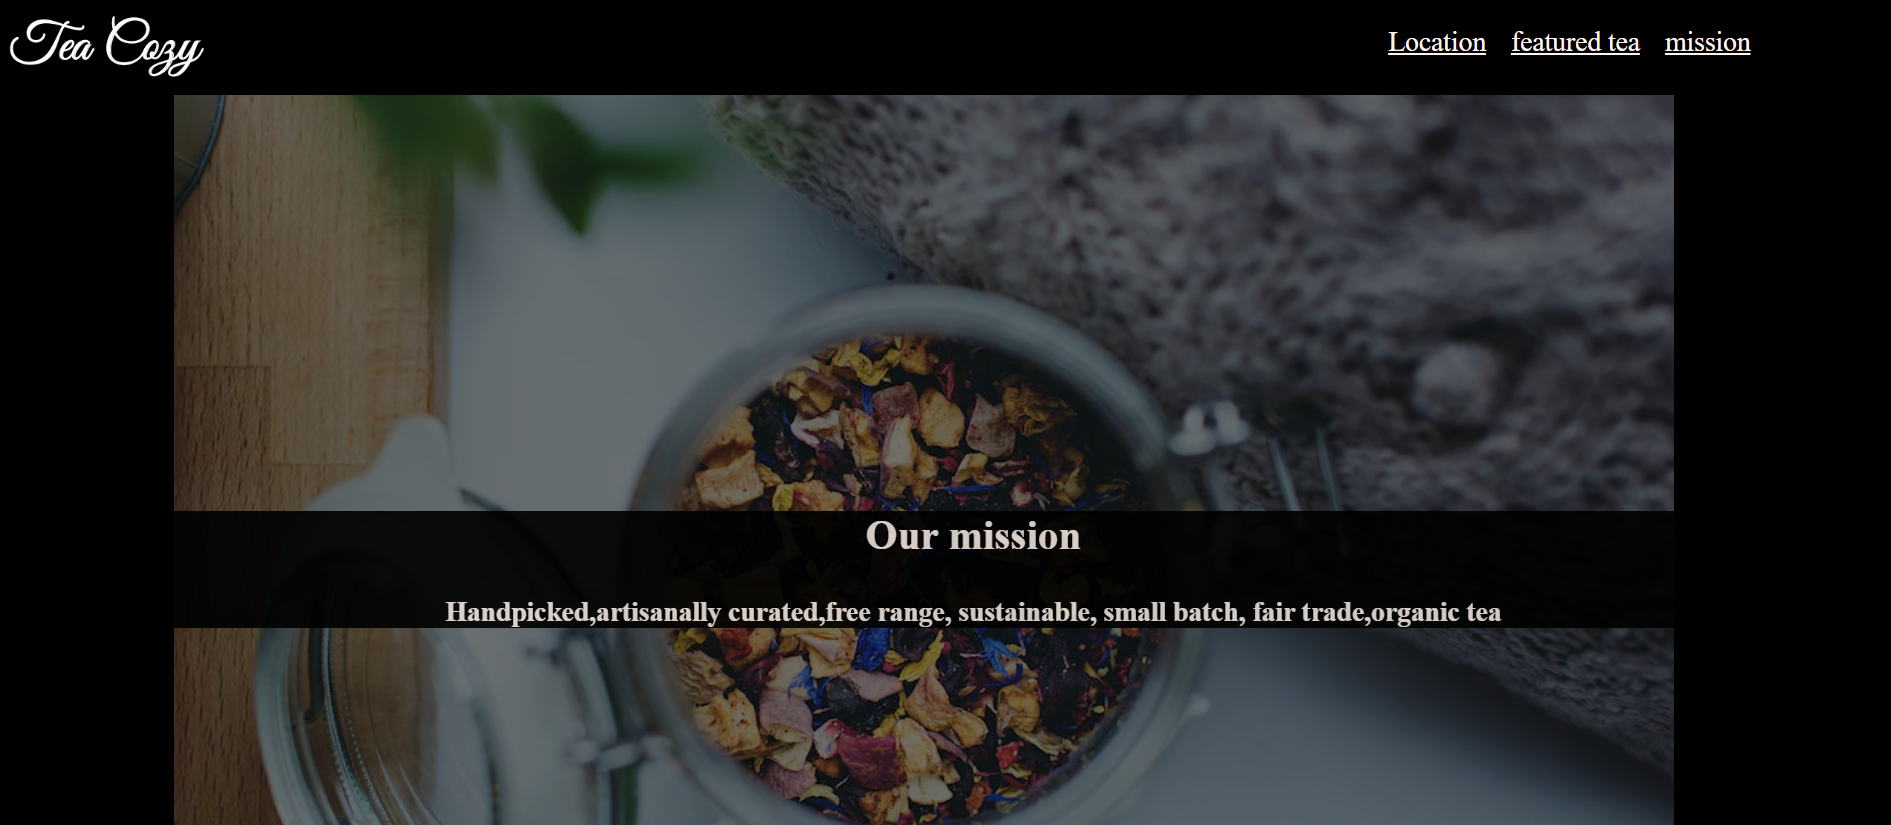 Tea Cozy
Location featured tea mission
Our mission
Handpicked,artisanally curated,free range, sustainable, small batch, fair trade,organic tea